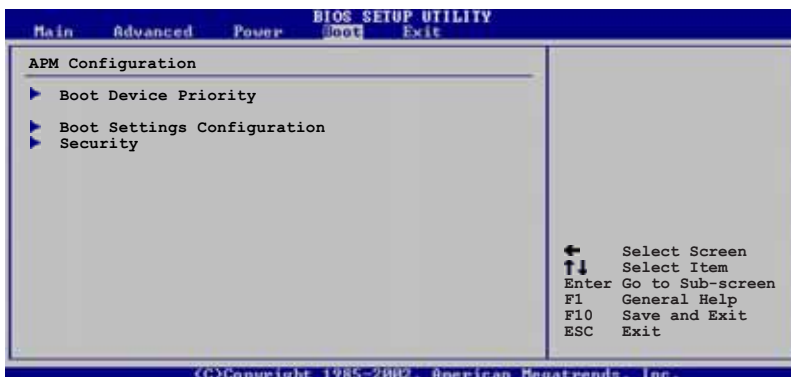 BIOS SETUP UTILITY
Main Advanced Power Boot Exit
APM Configuration
Boot Device Priority
Boot Settings Configuration
Security
← Select Screen
↑↓ Select Item
Enter Go to Sub-screen
F1 General Help
F10 Save and Exit
ESC Exit
(C)Copyright 1985-2002, American Megatrends, Inc.